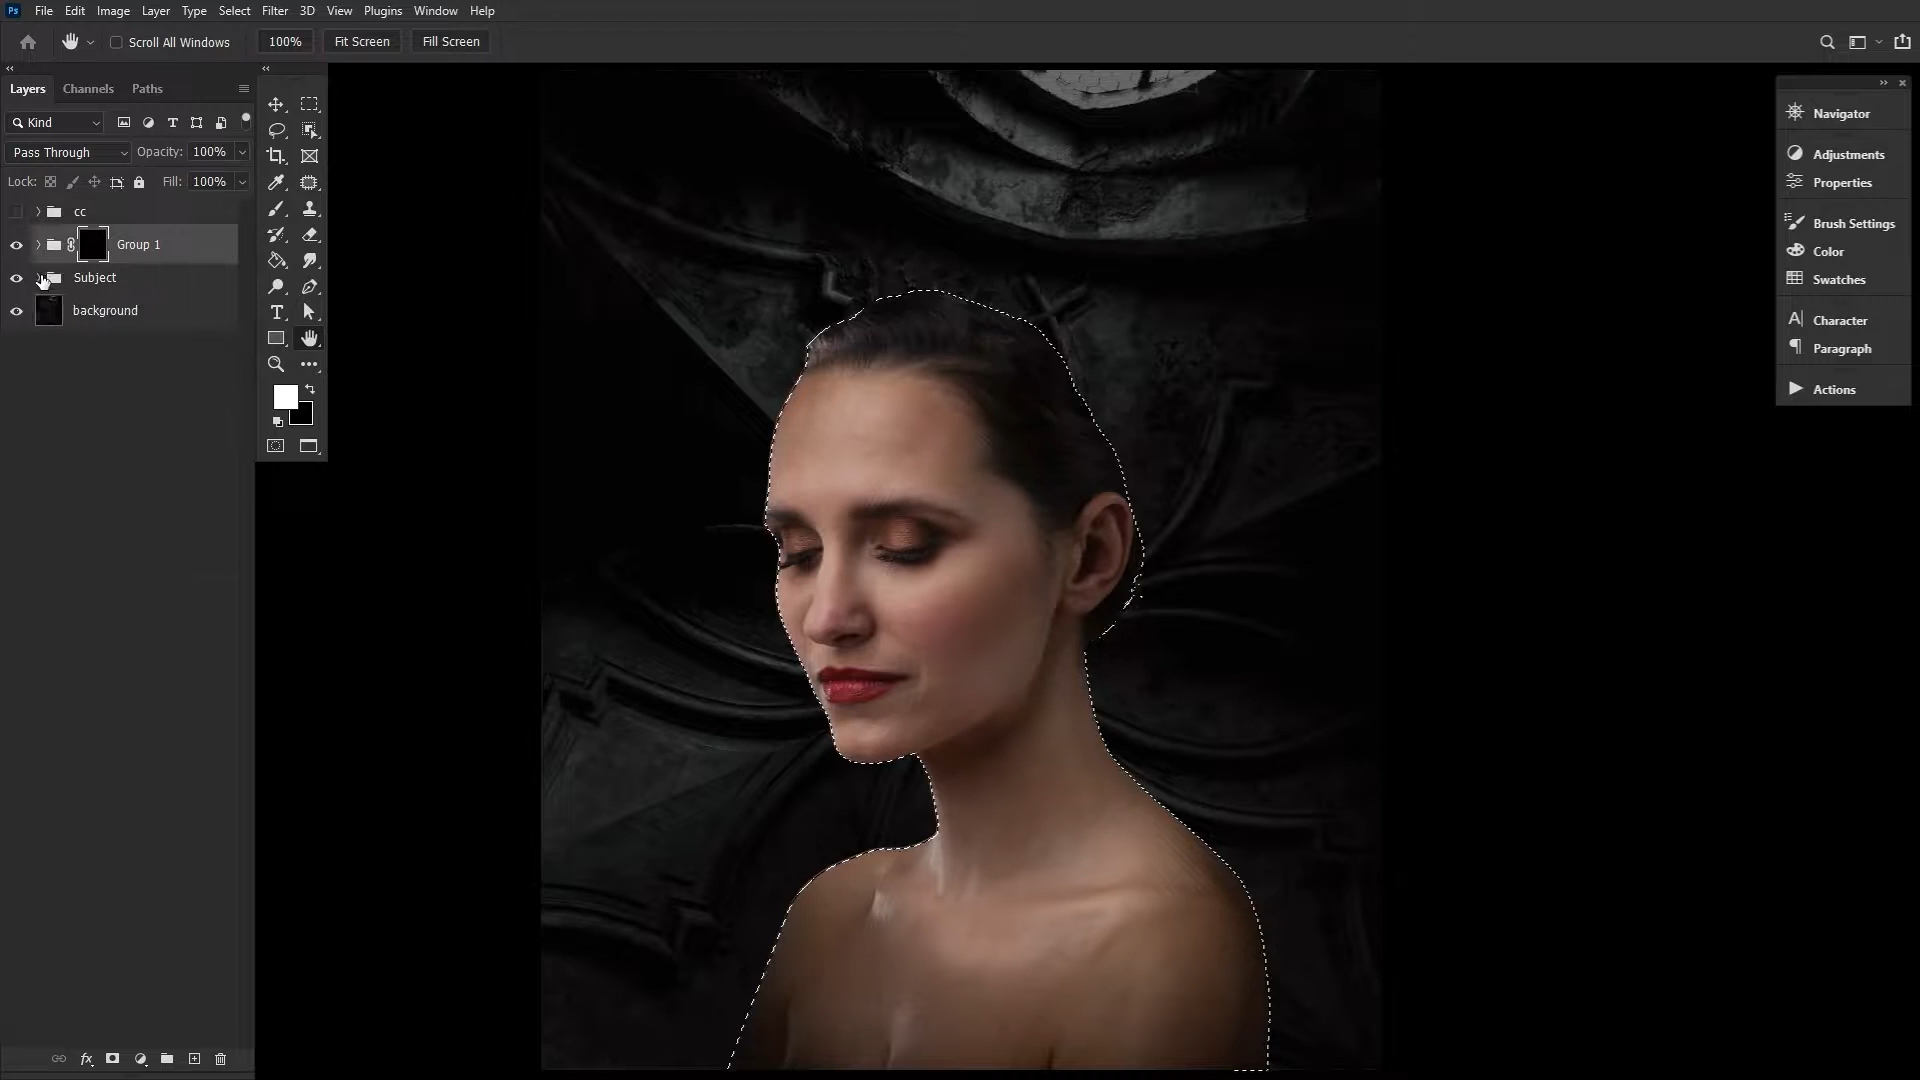 Ps File Edit Image Layer Type Select Filter 3D View Plugins Window Help
Scroll All Windows 100% Fit Screen Fill Screen
Layers Channels Paths
Kind
Pass Through Opacity: 100%
Lock: Fill: 100%
cc
Group 1
Subject
background
fx
Navigator
Adjustments
Properties
Brush Settings
Color
Swatches
Character
Paragraph
Actions